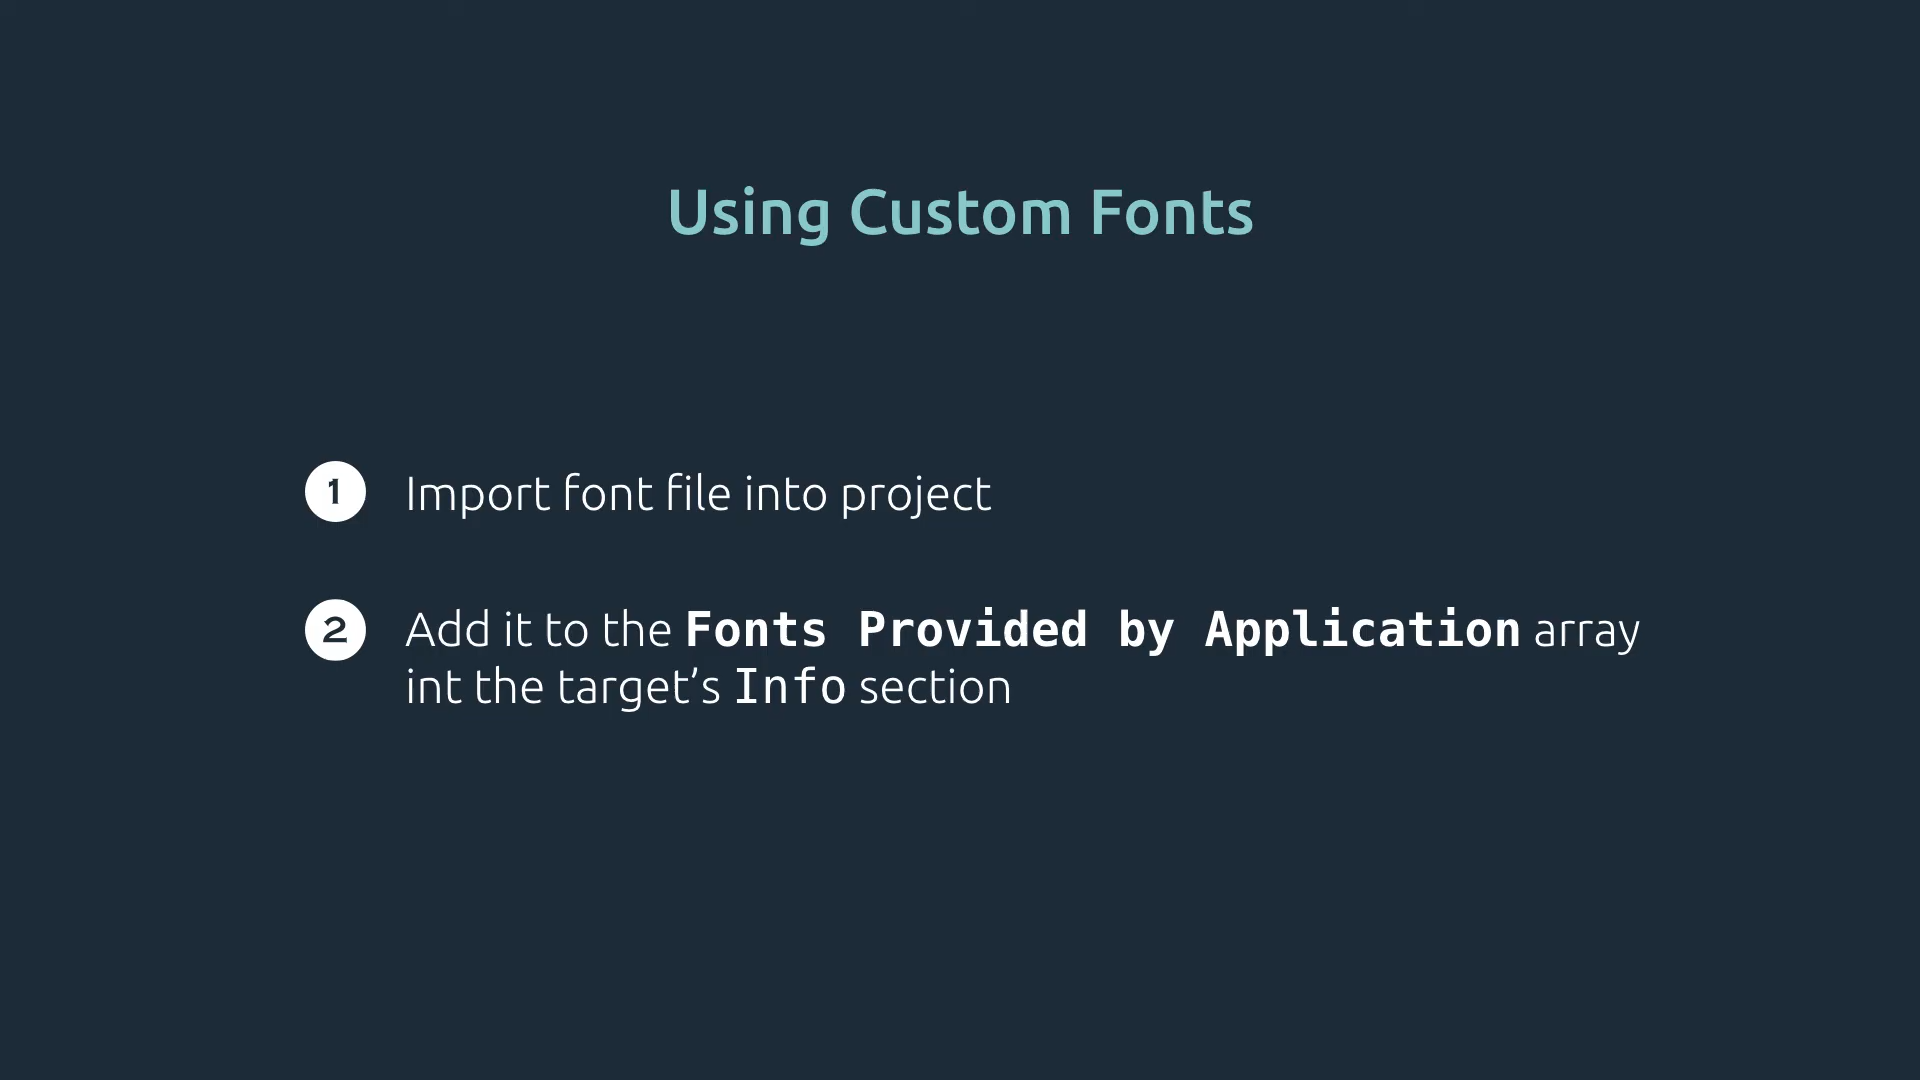 Using Custom Fonts
1 Import font file into project
2 Add it to the Fonts Provided by Application array
int the target’s Info section